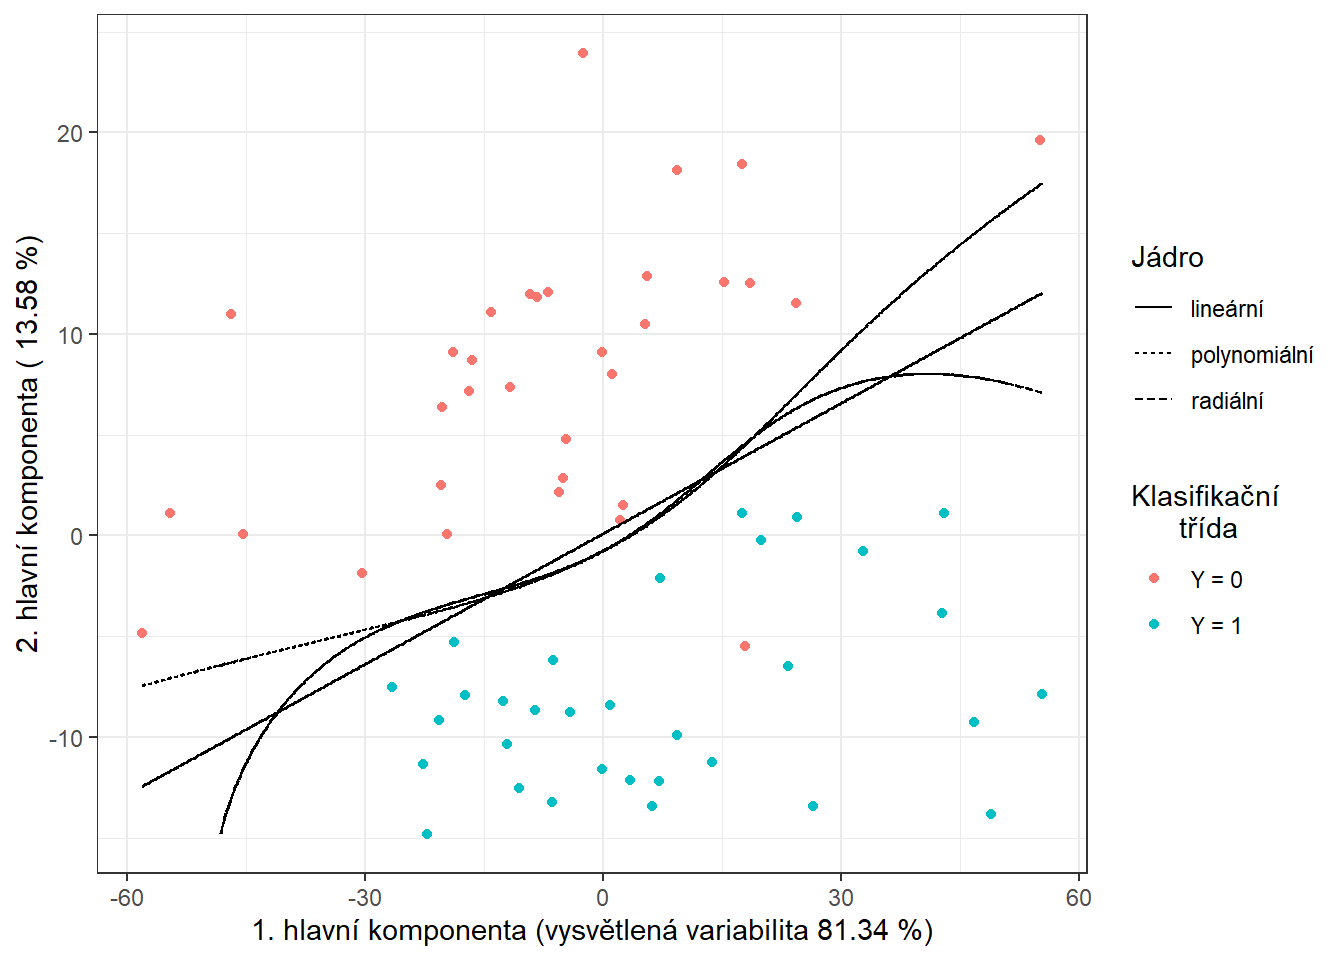 20
10
0
-10
-60
-30
0
30
60
1. hlavní komponenta (vysvětlená variabilita 81.34 %)
2. hlavní komponenta ( 13.58 %)
Jádro
lineární
polynomiální
radiální
Klasifikační
třída
Y = 0
Y = 1